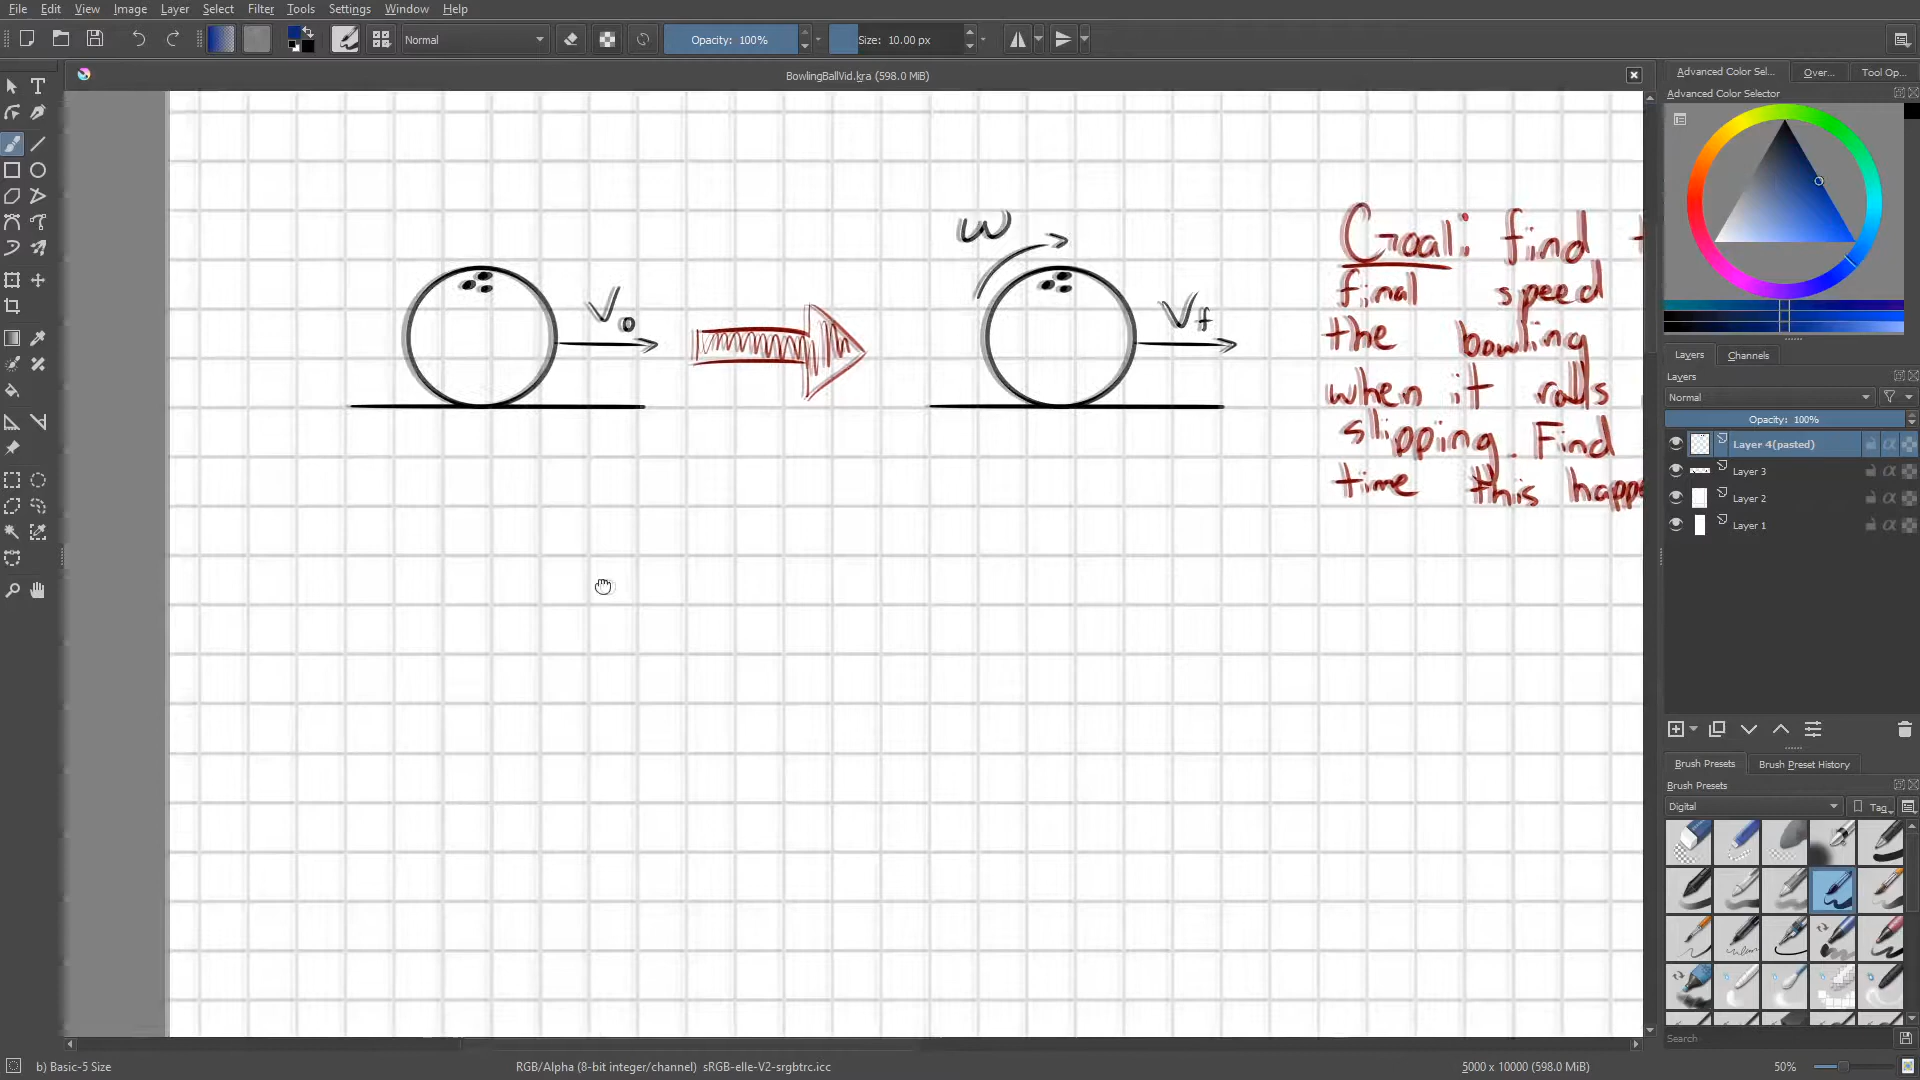 File Edit View Image Layer Select Filter Tools Settings Window Help
Normal
Opacity: 100%
Size: 10.00 px
BowlingBallVid.kra (598.0 MiB)
Advanced Color Sel... Over... Tool Op...
Advanced Color Selector
ω
V₀
Vf
Goal: find
final speed
the bowling
when it rolls
slipping. Find
time this happe
Layers Channels
Layers
Normal
Opacity: 100%
Layer 4(pasted)
Layer 3
Layer 2
Layer 1
Brush Presets Brush Preset History
Brush Presets
Digital Tag
Search
b) Basic-5 Size
RGB/Alpha (8-bit integer/channel) sRGB-elle-V2-srgbtrc.icc
5000 x 10000 (598.0 MiB)
50%